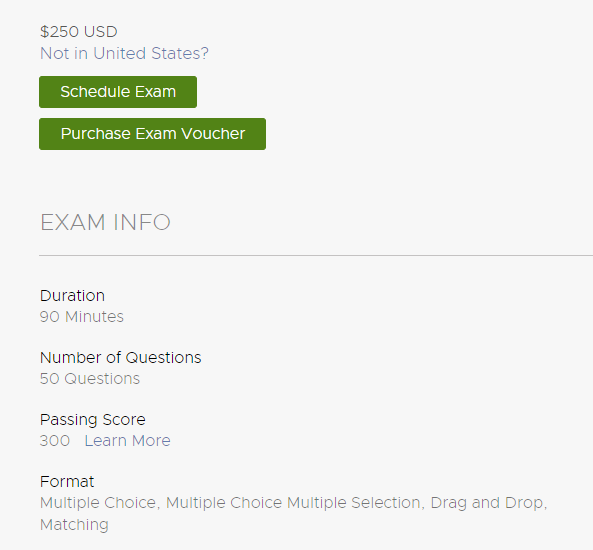 $250 USD
Not in United States?
Schedule Exam
Purchase Exam Voucher
EXAM INFO
Duration
90 Minutes
Number of Questions
50 Questions
Passing Score
300 Learn More
Format
Multiple Choice, Multiple Choice Multiple Selection, Drag and Drop,
Matching